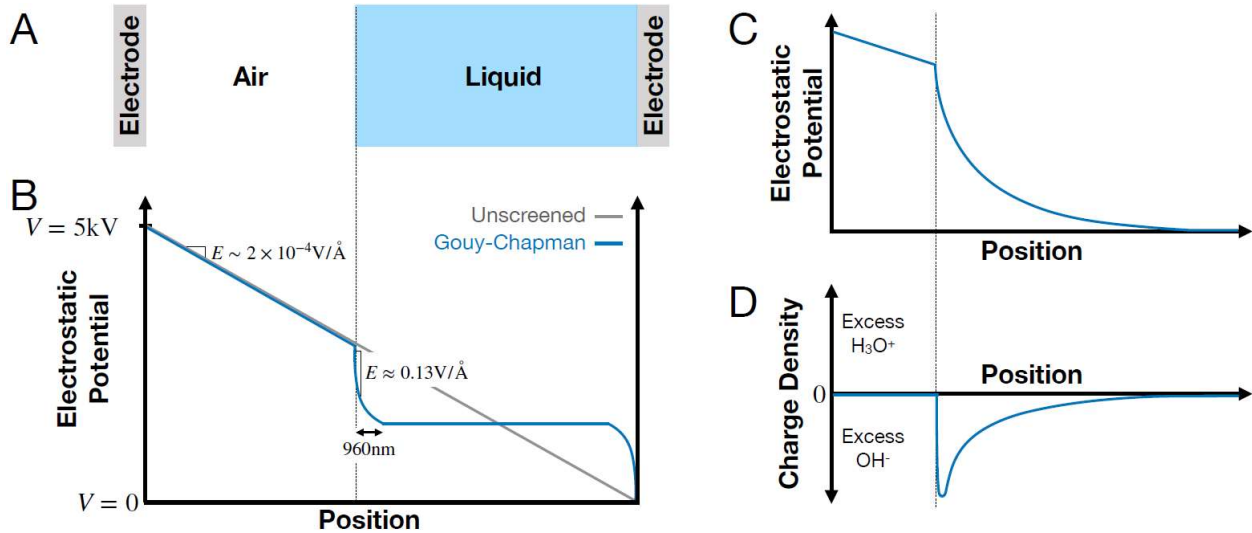 A
Electrode
Air
Liquid
Electrode
B
V = 5kV
Unscreened
Gouy-Chapman
E ~ 2 × 10⁻⁴V/Å
E ≈ 0.13V/Å
960nm
Electrostatic
Potential
V = 0
Position
C
Electrostatic
Potential
Position
D
Charge Density
Excess
H₃O⁺
Position
0
Excess
OH⁻